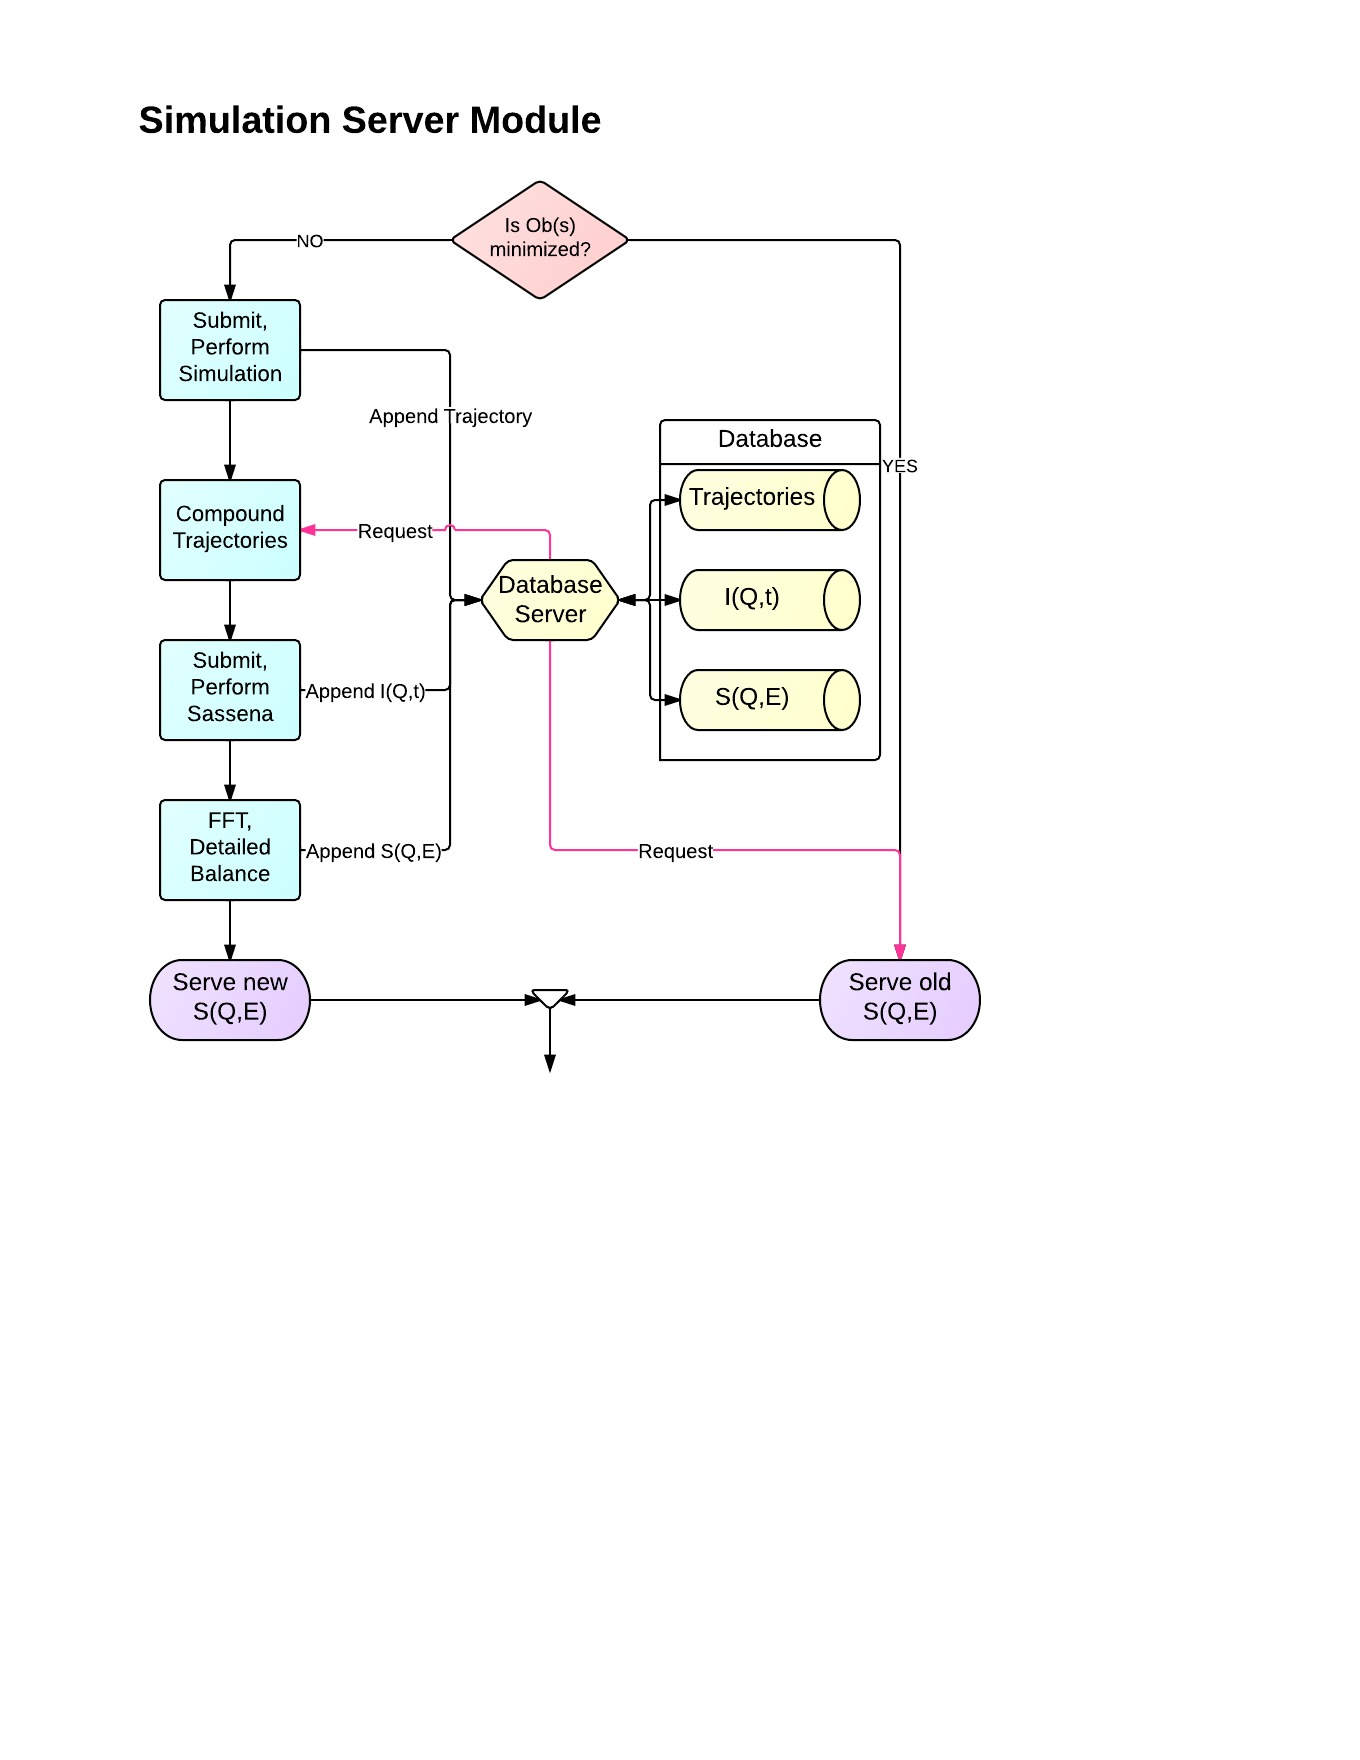 Simulation Server Module
Is Ob(s)
minimized?
NO
Submit,
Perform
Simulation
Append Trajectory
Database
YES
Trajectories
Compound
Trajectories
Request
Database
Server
I(Q,t)
Submit,
Perform
Sassena
Append I(Q,t)
S(Q,E)
FFT,
Detailed
Balance
Append S(Q,E)
Request
Serve new
S(Q,E)
Serve old
S(Q,E)